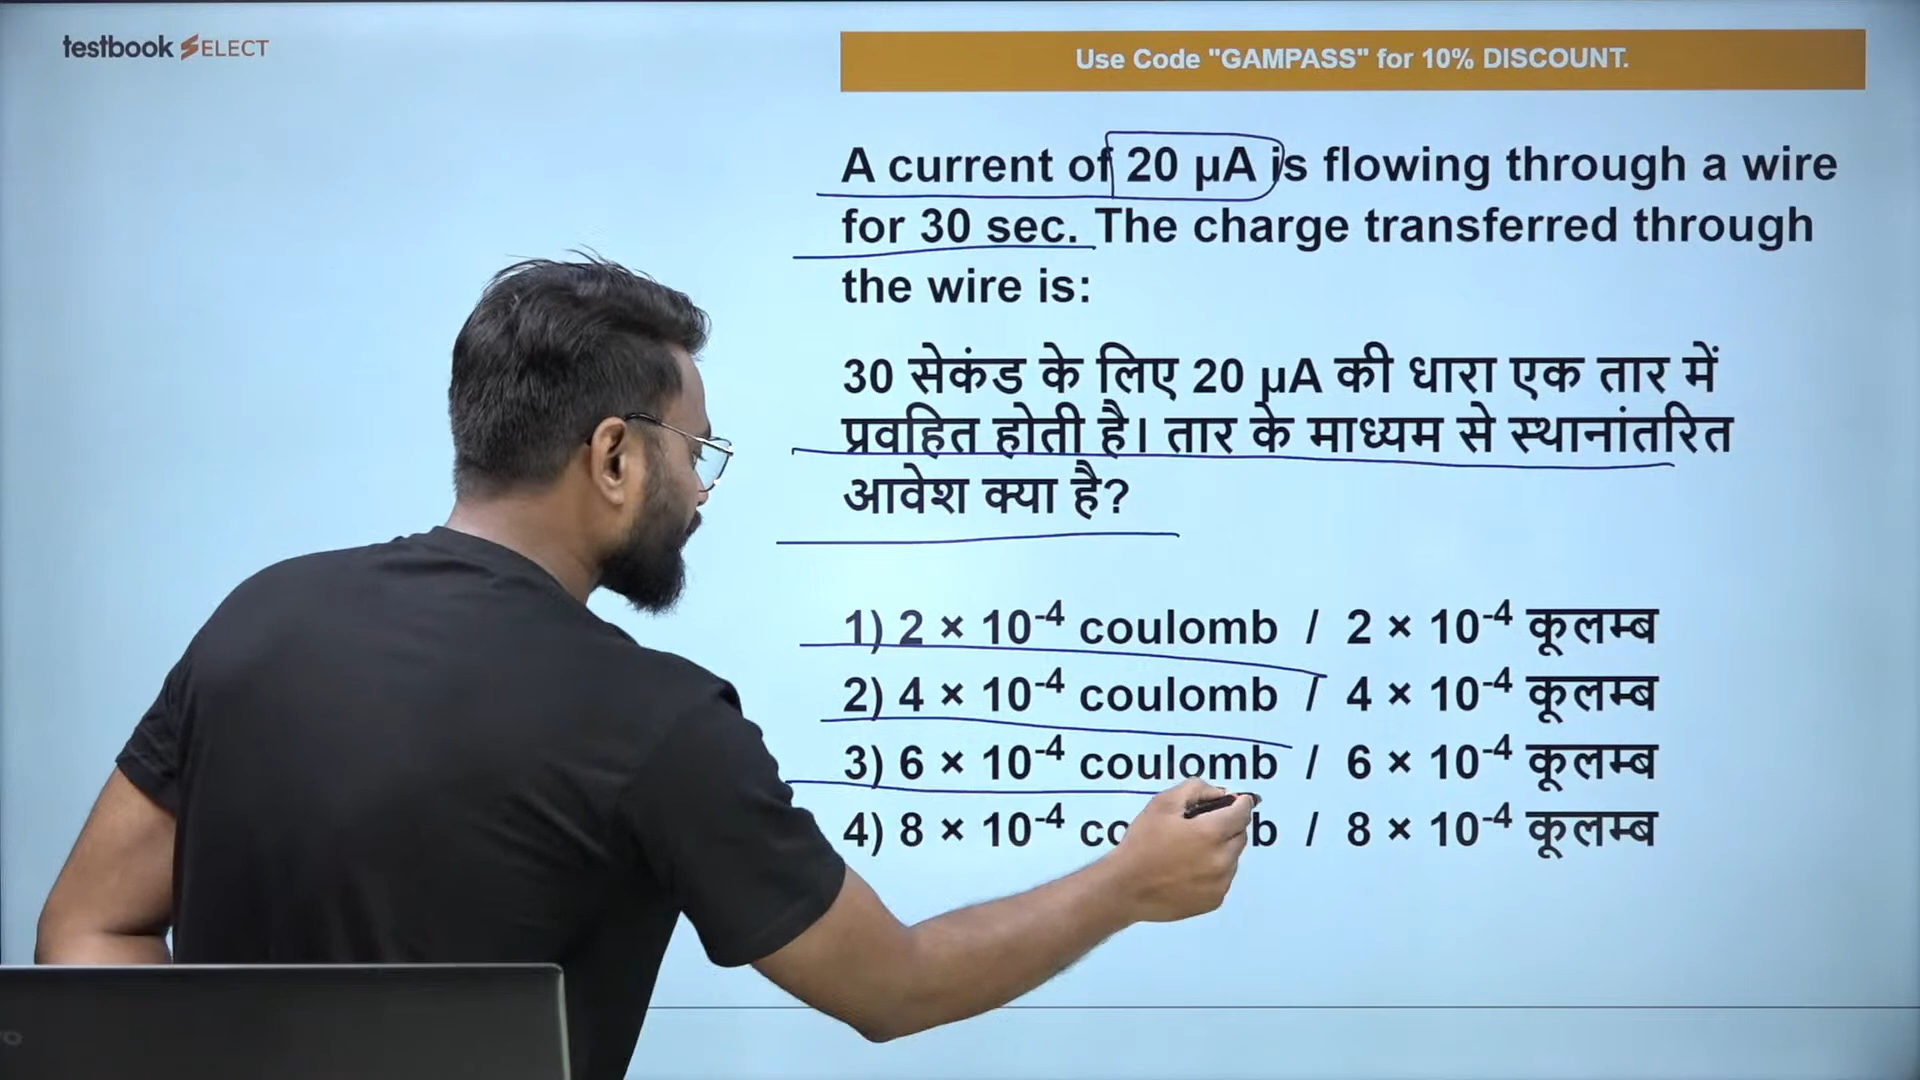 testbook SELECT
Use Code "GAMPASS" for 10% DISCOUNT.
A current of 20 µA is flowing through a wire
for 30 sec. The charge transferred through
the wire is:
30 सेकंड के लिए 20 µA की धारा एक तार में
प्रवहित होती है। तार के माध्यम से स्थानांतरित
आवेश क्या है?
1) 2 × 10⁻⁴ coulomb / 2 × 10⁻⁴ कूलम्ब
2) 4 × 10⁻⁴ coulomb / 4 × 10⁻⁴ कूलम्ब
3) 6 × 10⁻⁴ coulomb / 6 × 10⁻⁴ कूलम्ब
4) 8 × 10⁻⁴ / 8 × 10⁻⁴ कूलम्ब